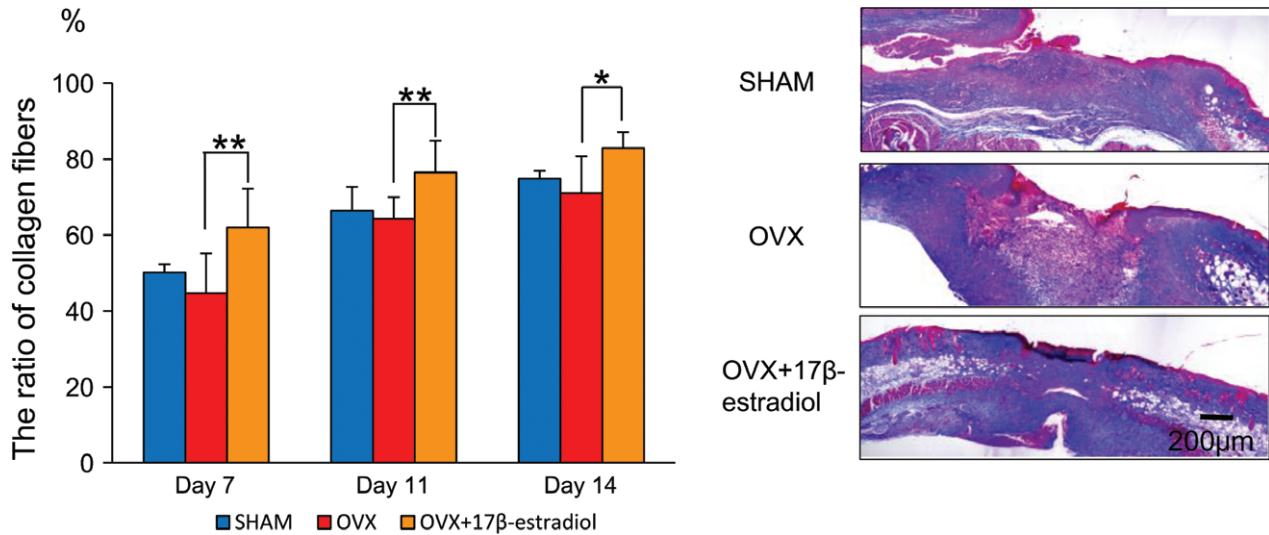 %
The ratio of collagen fibers
100
80
60
40
20
0
**
**
*
Day 7
Day 11
Day 14
SHAM
OVX
OVX+17β-estradiol
SHAM
OVX
OVX+17β-
estradiol
200μm